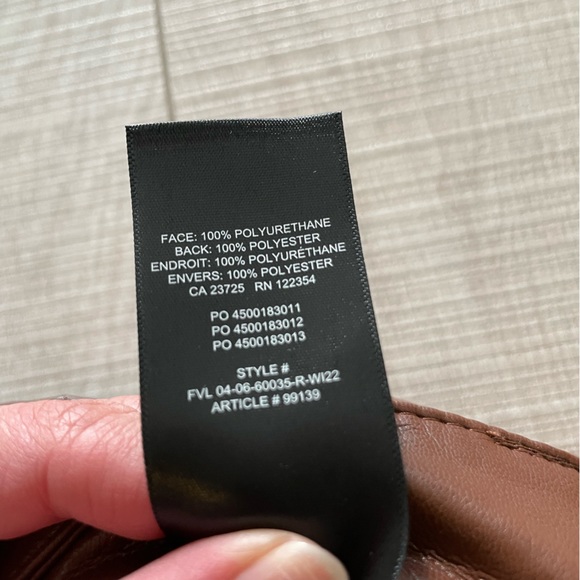 FACE: 100% POLYURETHANE
BACK: 100% POLYESTER
ENDROIT: 100% POLYURÉTHANE
ENVERS: 100% POLYESTER
CA 23725 RN 122354
PO 4500183011
PO 4500183012
PO 4500183013
STYLE #
FVL 04-06-60035-R-WI22
ARTICLE # 99139